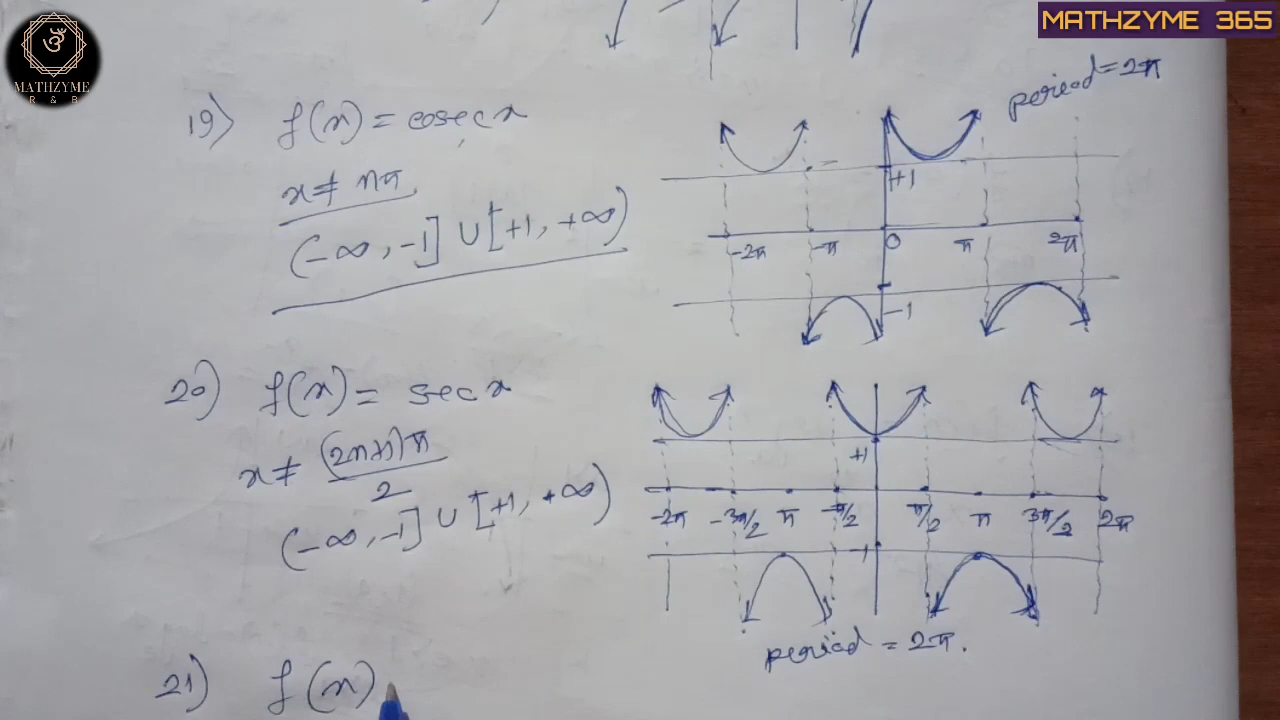 MATHZYME 365
ॐ
MATHZYME
R & B
19) f(x) = cosec x
x ≠ nπ
(-∞, -1] ∪ [+1, +∞)
period = 2π
+1
-2π -π 0 π 2π
-1
20) f(x) = sec x
x ≠ (2n+1)π/2
(-∞, -1] ∪ [+1, +∞)
+1
-2π -3π/2 π -π/2 π/2 π 3π/2 2π
-1
period = 2π.
21) f(x)